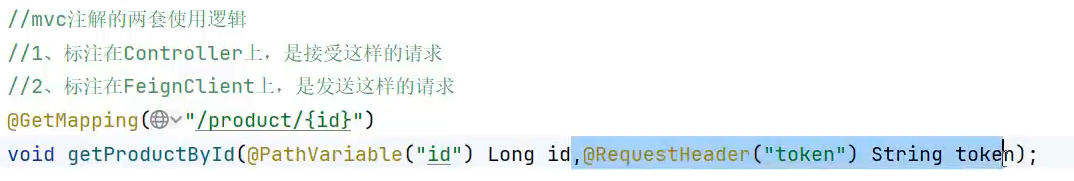 //mvc注解的两套使用逻辑
//1、标注在Controller上，是接受这样的请求
//2、标注在FeignClient上，是发送这样的请求
@GetMapping("/product/{id}")
void getProductById(@PathVariable("id") Long id,@RequestHeader("token") String token);